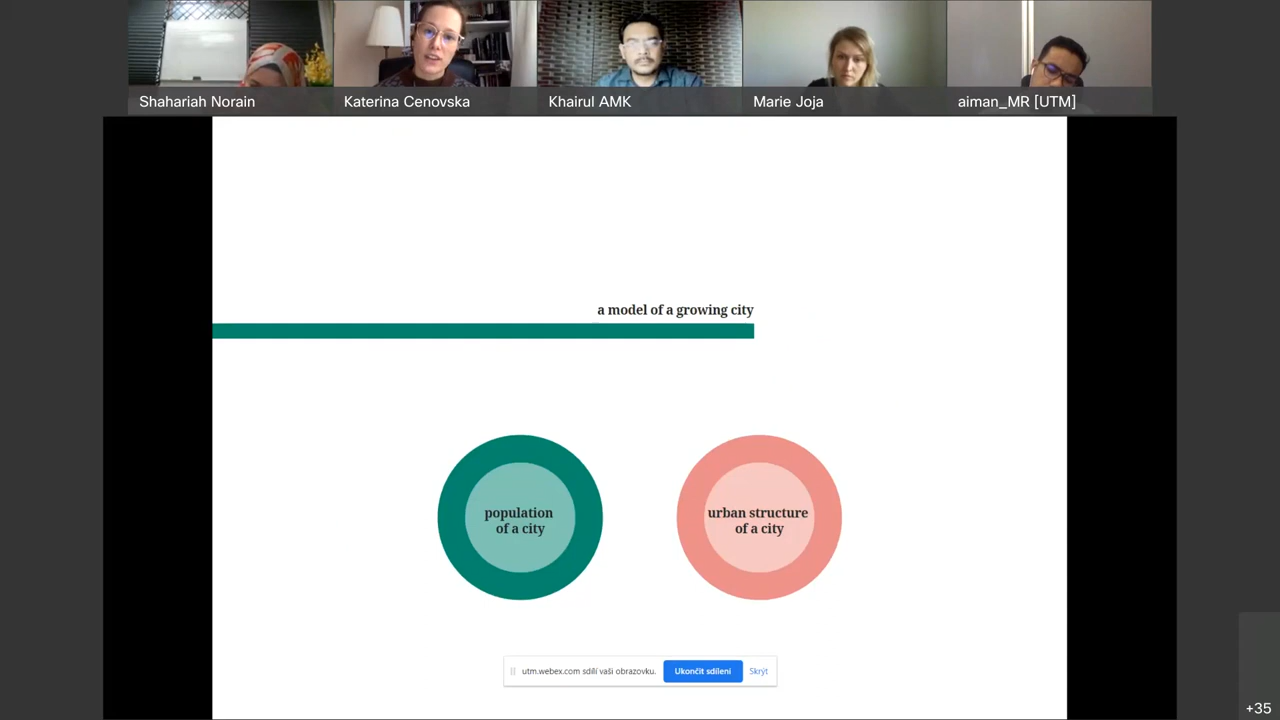 Shahariah Norain
Katerina Cenovska
Khairul AMK
Marie Joja
aiman_MR [UTM]
a model of a growing city
population
of a city
urban structure
of a city
utm.webex.com sdílí vaši obrazovku.
Ukončit sdílení
Skrýt
+35